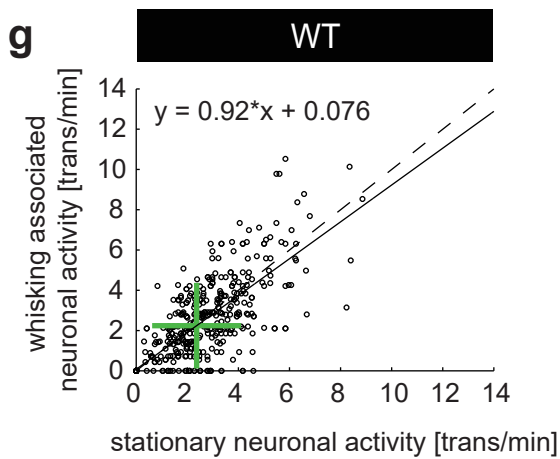 g
WT
whisking associated
neuronal activity [trans/min]
14
12
10
8
6
4
2
0
y = 0.92*x + 0.076
0 2 4 6 8 10 12 14
stationary neuronal activity [trans/min]